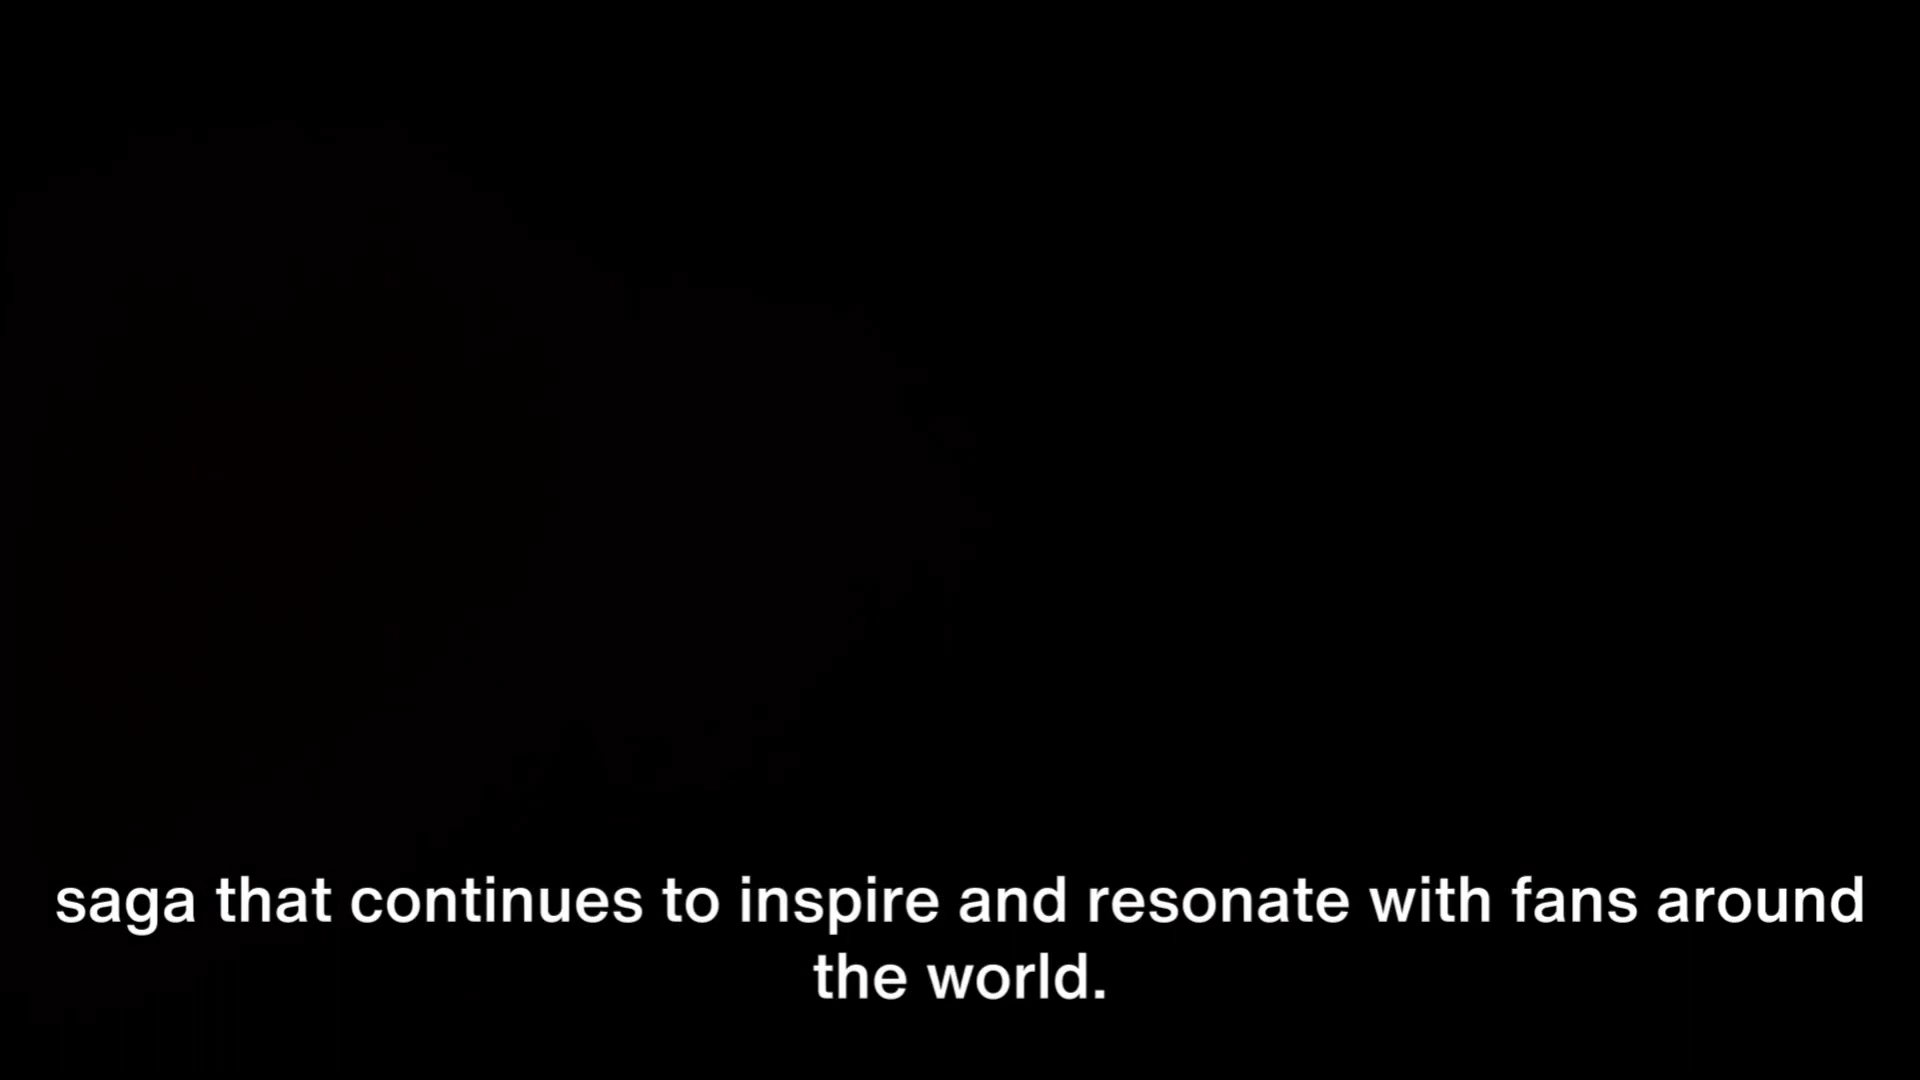 saga that continues to inspire and resonate with fans around
the world.